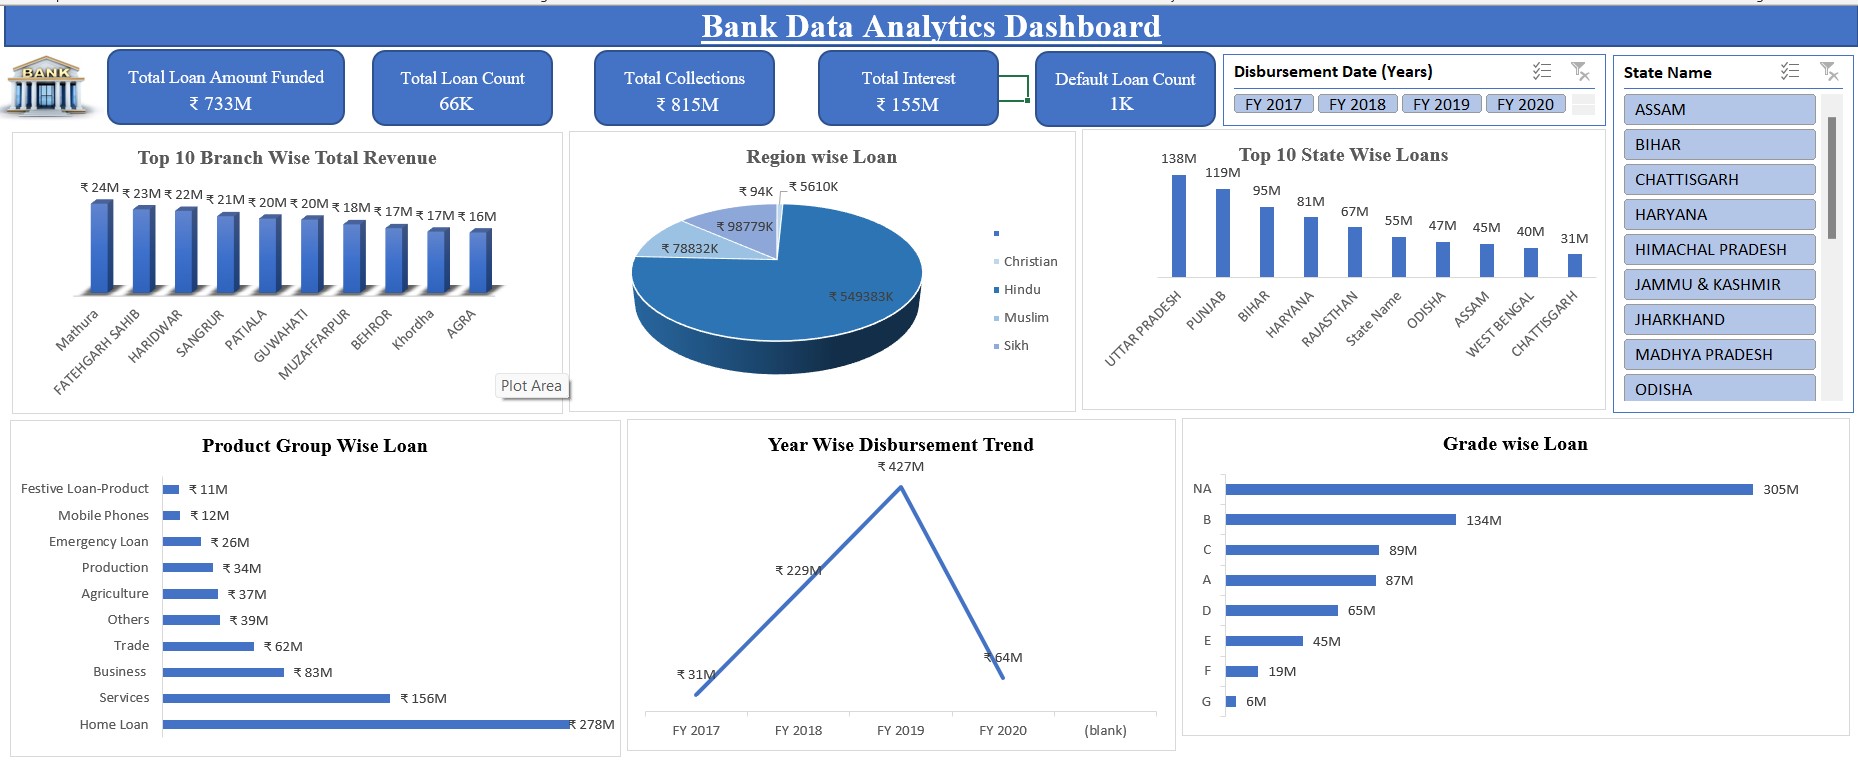 Bank Data Analytics Dashboard
BANK
Total Loan Amount Funded
₹ 733M
Total Loan Count
66K
Total Collections
₹ 815M
Total Interest
₹ 155M
Default Loan Count
1K
Disbursement Date (Years)
FY 2017 FY 2018 FY 2019 FY 2020
State Name
ASSAM
BIHAR
CHATTISGARH
HARYANA
HIMACHAL PRADESH
JAMMU & KASHMIR
JHARKHAND
MADHYA PRADESH
ODISHA
Top 10 Branch Wise Total Revenue
₹ 24M ₹ 23M ₹ 22M ₹ 21M ₹ 20M ₹ 20M ₹ 18M ₹ 17M ₹ 17M ₹ 16M
Mathura
FATEHGARH SAHIB
HARIDWAR
SANGRUR
PATIALA
GUWAHATI
MUZAFFARPUR
BEHROR
Khordha
AGRA
Plot Area
Region wise Loan
₹ 94K ₹ 5610K
₹ 98779K
₹ 78832K
₹ 549383K
Christian
Hindu
Muslim
Sikh
Top 10 State Wise Loans
138M 119M 95M 81M 67M 55M 47M 45M 40M 31M
UTTAR PRADESH
PUNJAB
BIHAR
HARYANA
RAJASTHAN
State Name
ODISHA
ASSAM
WEST BENGAL
CHATTISGARH
Product Group Wise Loan
Festive Loan-Product ₹ 11M
Mobile Phones ₹ 12M
Emergency Loan ₹ 26M
Production ₹ 34M
Agriculture ₹ 37M
Others ₹ 39M
Trade ₹ 62M
Business ₹ 83M
Services ₹ 156M
Home Loan ₹ 278M
Year Wise Disbursement Trend
₹ 427M
₹ 229M
₹ 31M
₹ 64M
FY 2017 FY 2018 FY 2019 FY 2020 (blank)
Grade wise Loan
NA 305M
B 134M
C 89M
A 87M
D 65M
E 45M
F 19M
G 6M